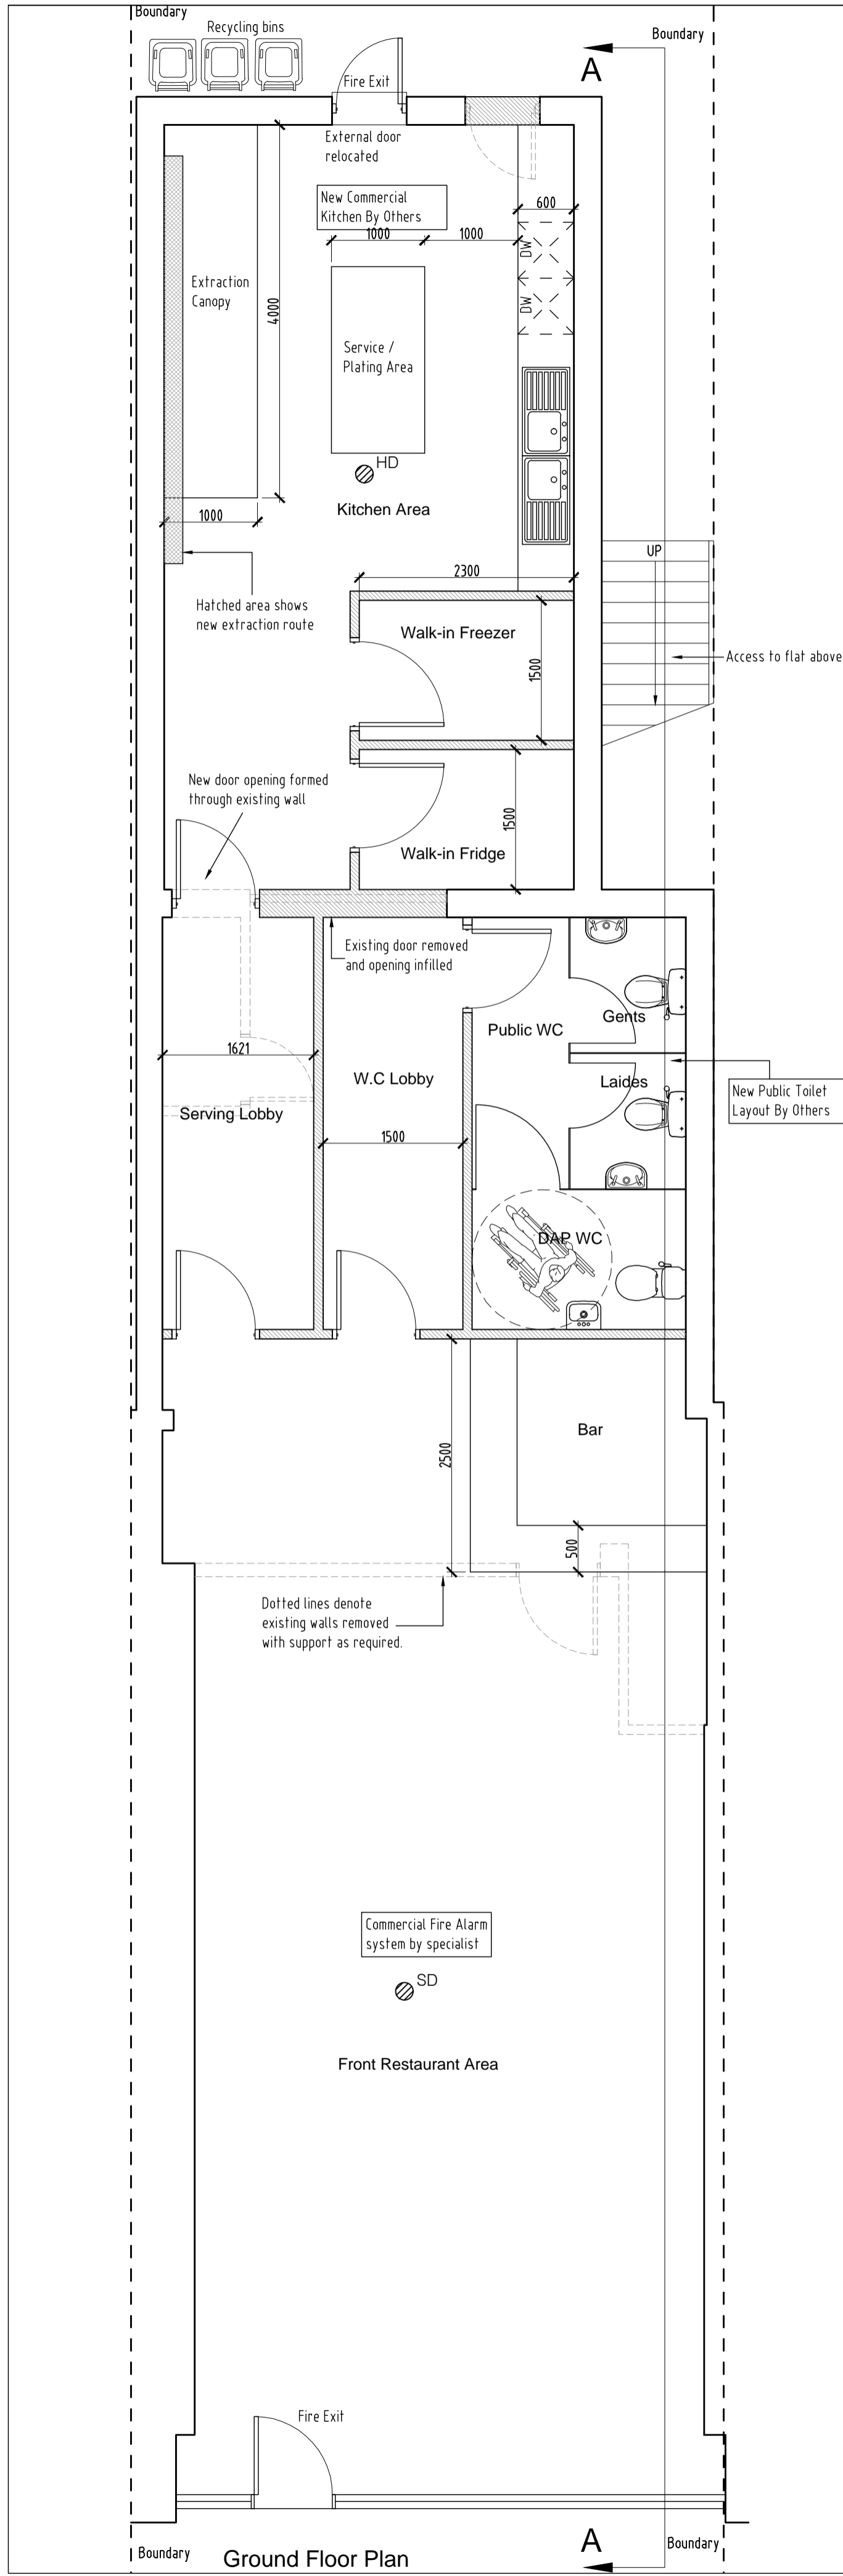 Boundary
Recycling bins
Boundary
A
Fire Exit
External door
relocated
New Commercial
Kitchen By Others
600
1000
1000
DW
DW
Extraction
Canopy
4000
Service /
Plating Area
HD
Kitchen Area
1000
UP
2300
Hatched area shows
new extraction route
Walk-in Freezer
1500
Access to flat above
New door opening formed
through existing wall
1500
Walk-in Fridge
Existing door removed
and opening infilled
Public WC
Gents
1621
W.C Lobby
Laides
New Public Toilet
Layout By Others
Serving Lobby
1500
DAP WC
Bar
2500
500
Dotted lines denote
existing walls removed
with support as required.
Commercial Fire Alarm
system by specialist
SD
Front Restaurant Area
Fire Exit
A
Boundary
Boundary
Ground Floor Plan